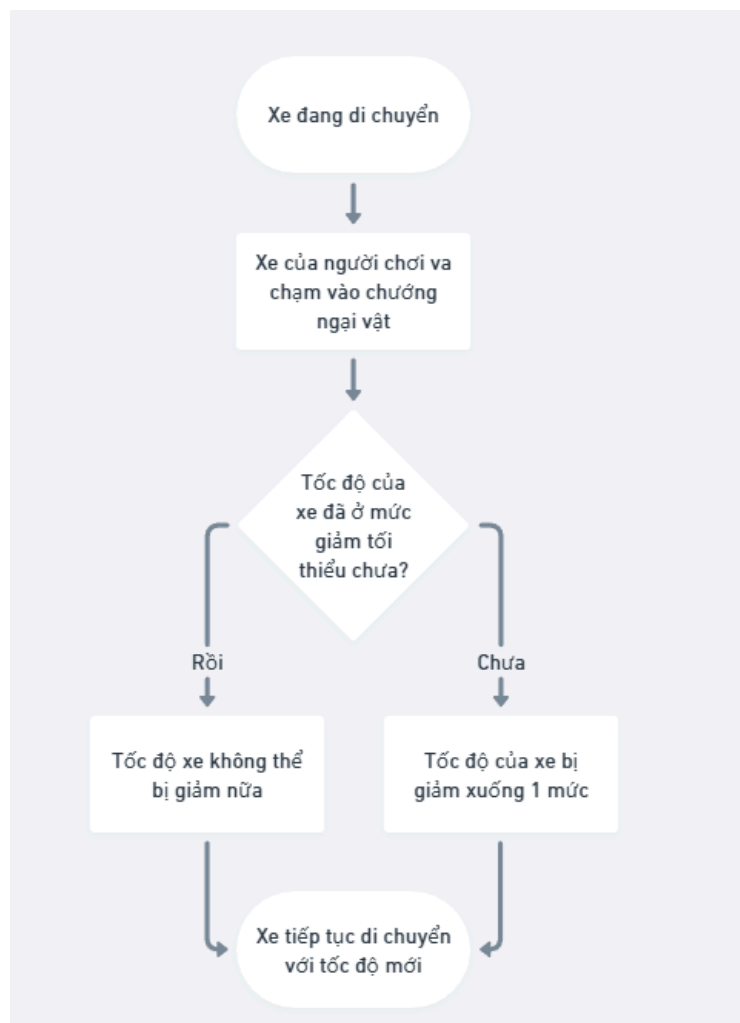 Xe đang di chuyển
Xe của người chơi va
chạm vào chướng
ngại vật
Tốc độ của
xe đã ở mức
giảm tối
thiểu chưa?
Rồi
Chưa
Tốc độ xe không thể
bị giảm nữa
Tốc độ của xe bị
giảm xuống 1 mức
Xe tiếp tục di chuyển
với tốc độ mới